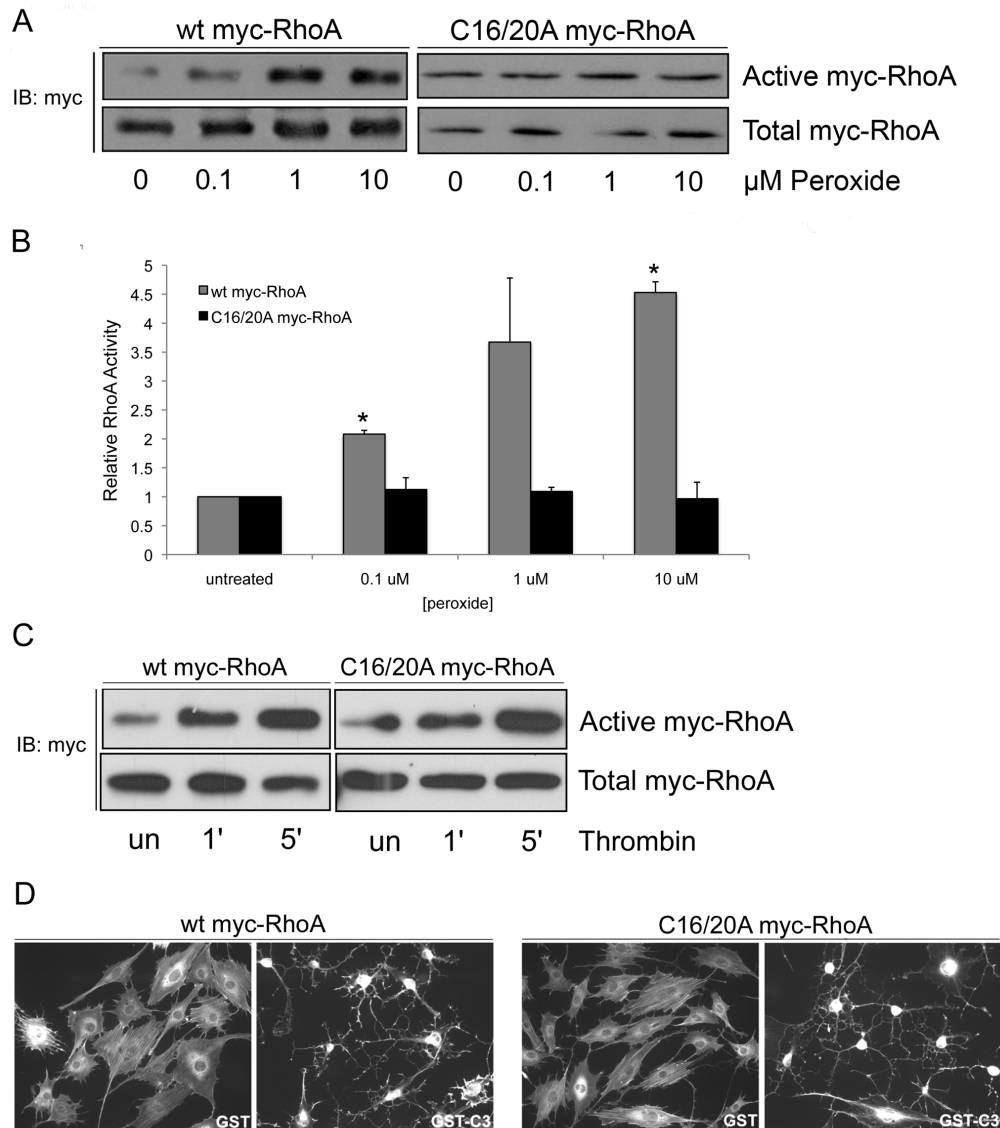 A
wt myc-RhoA C16/20A myc-RhoA
IB: myc
Active myc-RhoA
Total myc-RhoA
0 0.1 1 10 0 0.1 1 10 µM Peroxide
B
5
4.5
4
3.5
3
2.5
2
1.5
1
0.5
0
Relative RhoA Activity
wt myc-RhoA
C16/20A myc-RhoA
*
*
untreated 0.1 uM 1 uM 10 uM
[peroxide]
C
wt myc-RhoA C16/20A myc-RhoA
IB: myc
Active myc-RhoA
Total myc-RhoA
un 1' 5' un 1' 5' Thrombin
D
wt myc-RhoA C16/20A myc-RhoA
GST GST-C3 GST GST-C3